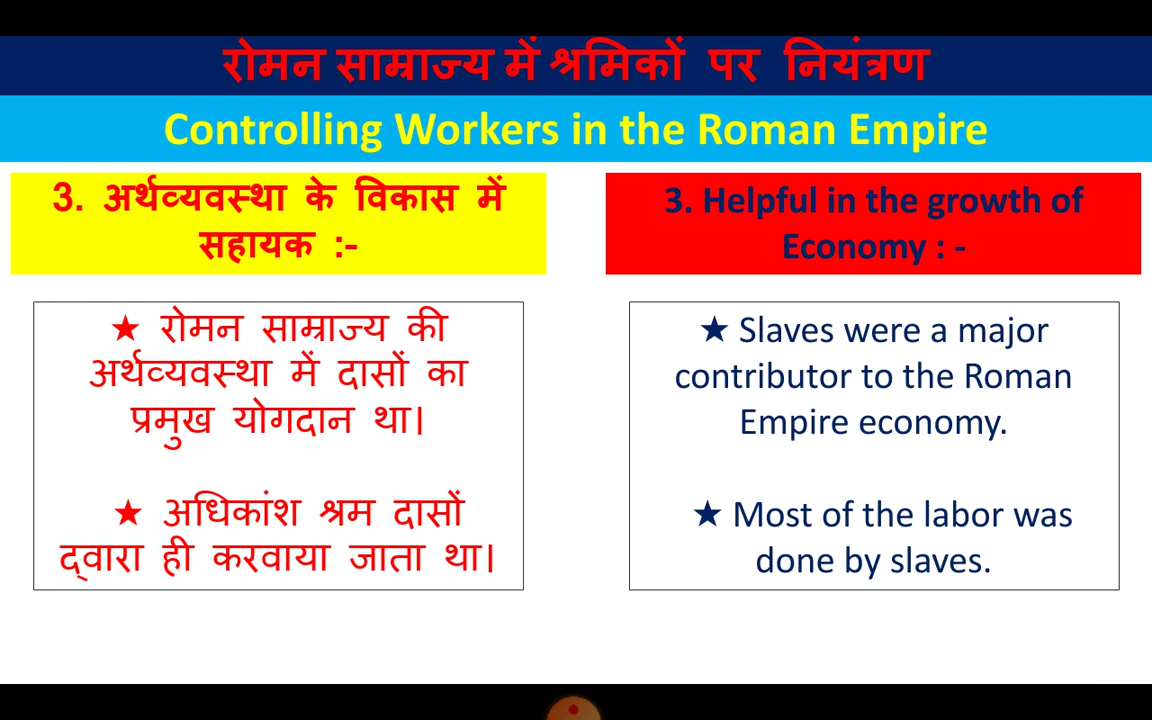 रोमन साम्राज्य में श्रमिकों पर नियंत्रण
Controlling Workers in the Roman Empire
3. अर्थव्यवस्था के विकास में
सहायक :-
★ रोमन साम्राज्य की
अर्थव्यवस्था में दासों का
प्रमुख योगदान था।
★ अधिकांश श्रम दासों
द्वारा ही करवाया जाता था।
3. Helpful in the growth of
Economy : -
★ Slaves were a major
contributor to the Roman
Empire economy.
★ Most of the labor was
done by slaves.